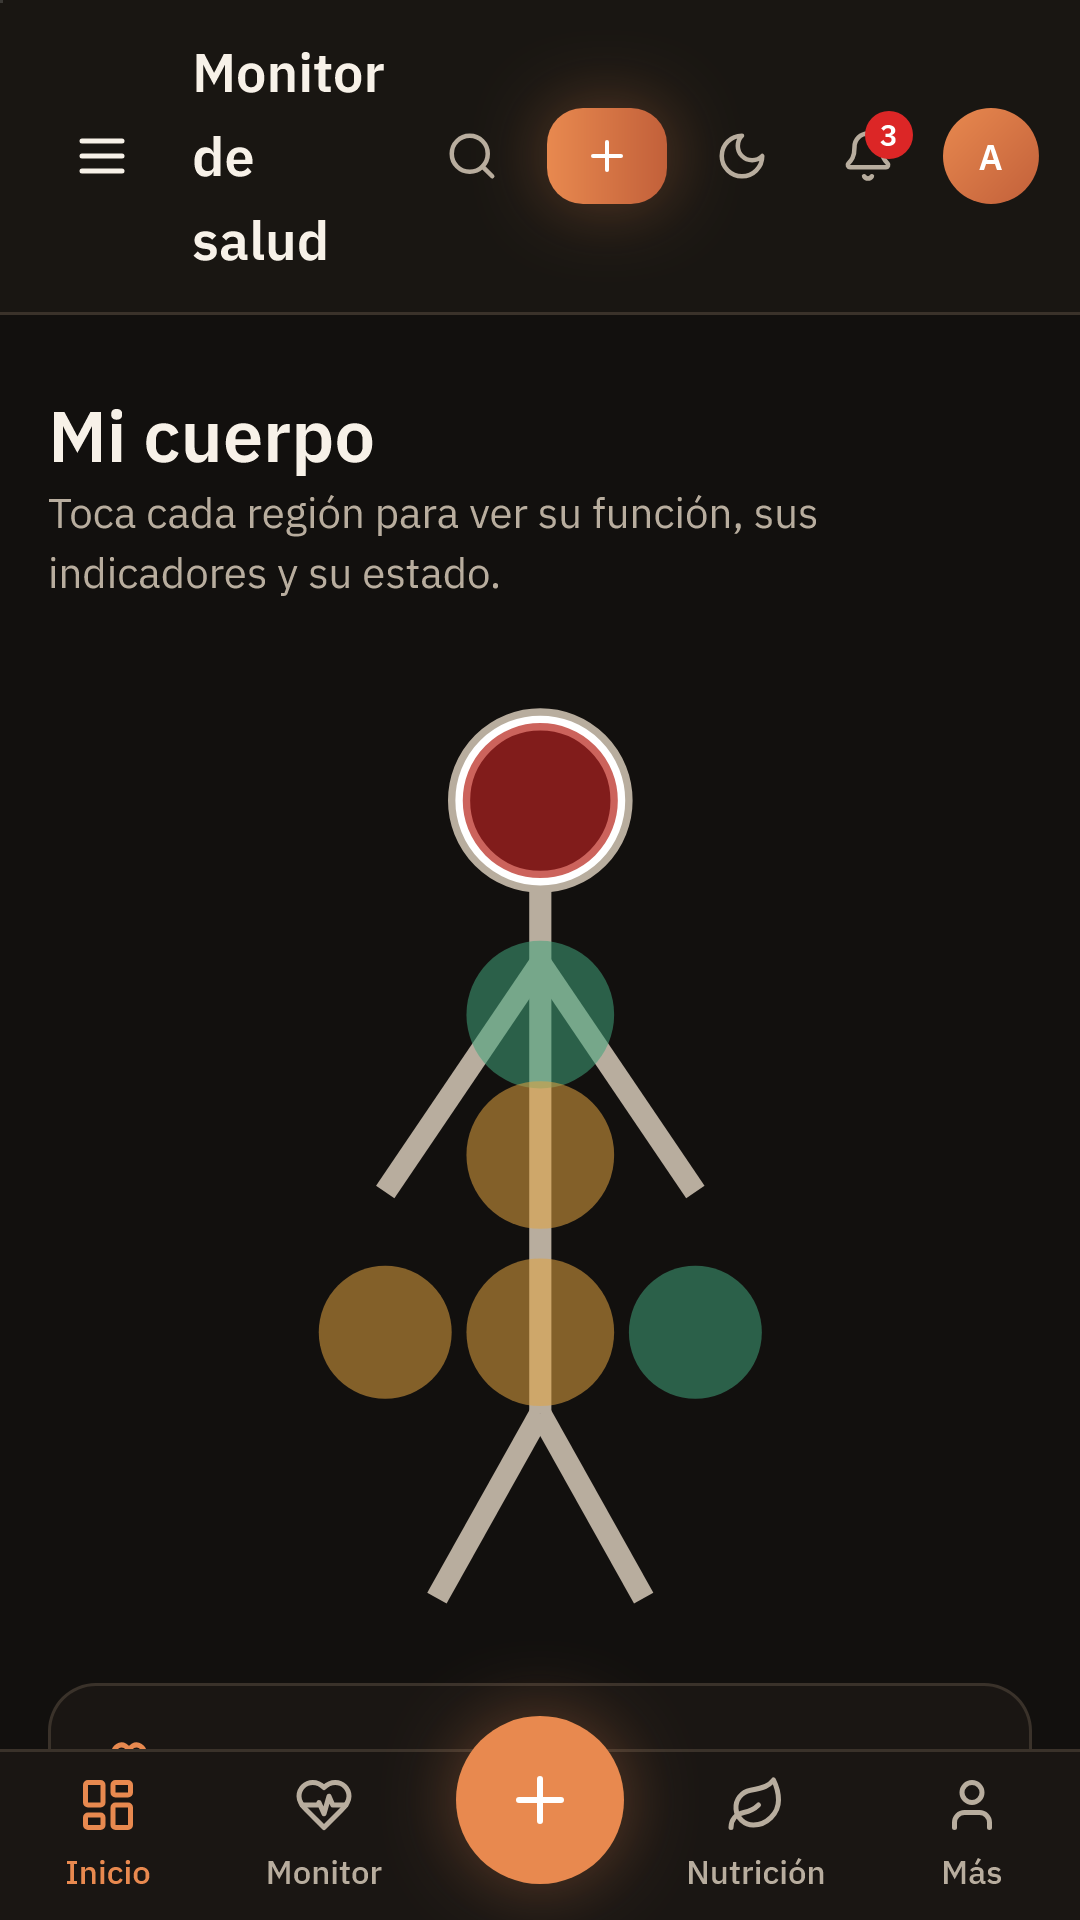 Monitor
de
salud
3
A
Mi cuerpo
Toca cada región para ver su función, sus
indicadores y su estado.
Inicio
Monitor
Nutrición
Más